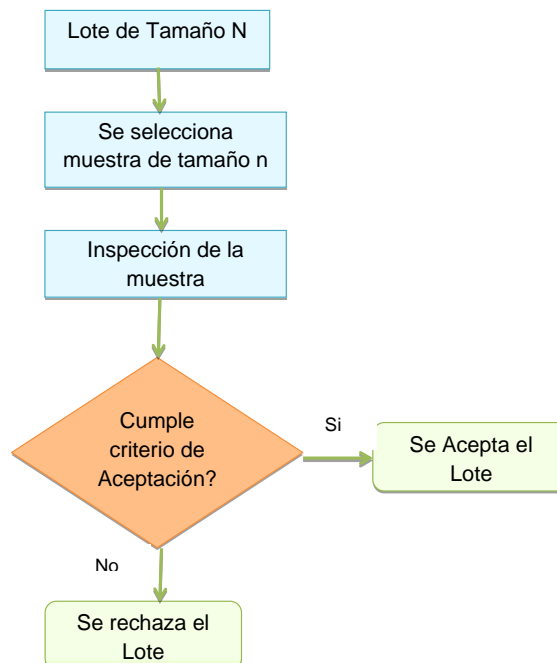 Lote de Tamaño N
Se selecciona
muestra de tamaño n
Inspección de la
muestra
Cumple
criterio de
Aceptación?
Si
Se Acepta el
Lote
No
Se rechaza el
Lote